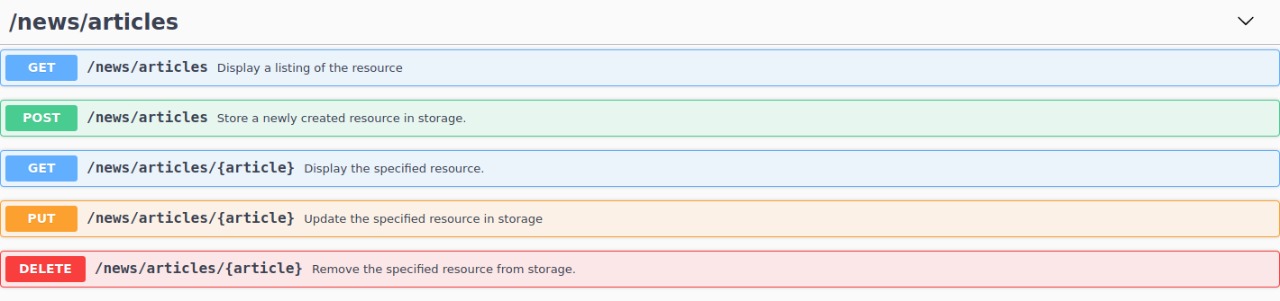 /news/articles
GET /news/articles Display a listing of the resource
POST /news/articles Store a newly created resource in storage.
GET /news/articles/{article} Display the specified resource.
PUT /news/articles/{article} Update the specified resource in storage
DELETE /news/articles/{article} Remove the specified resource from storage.